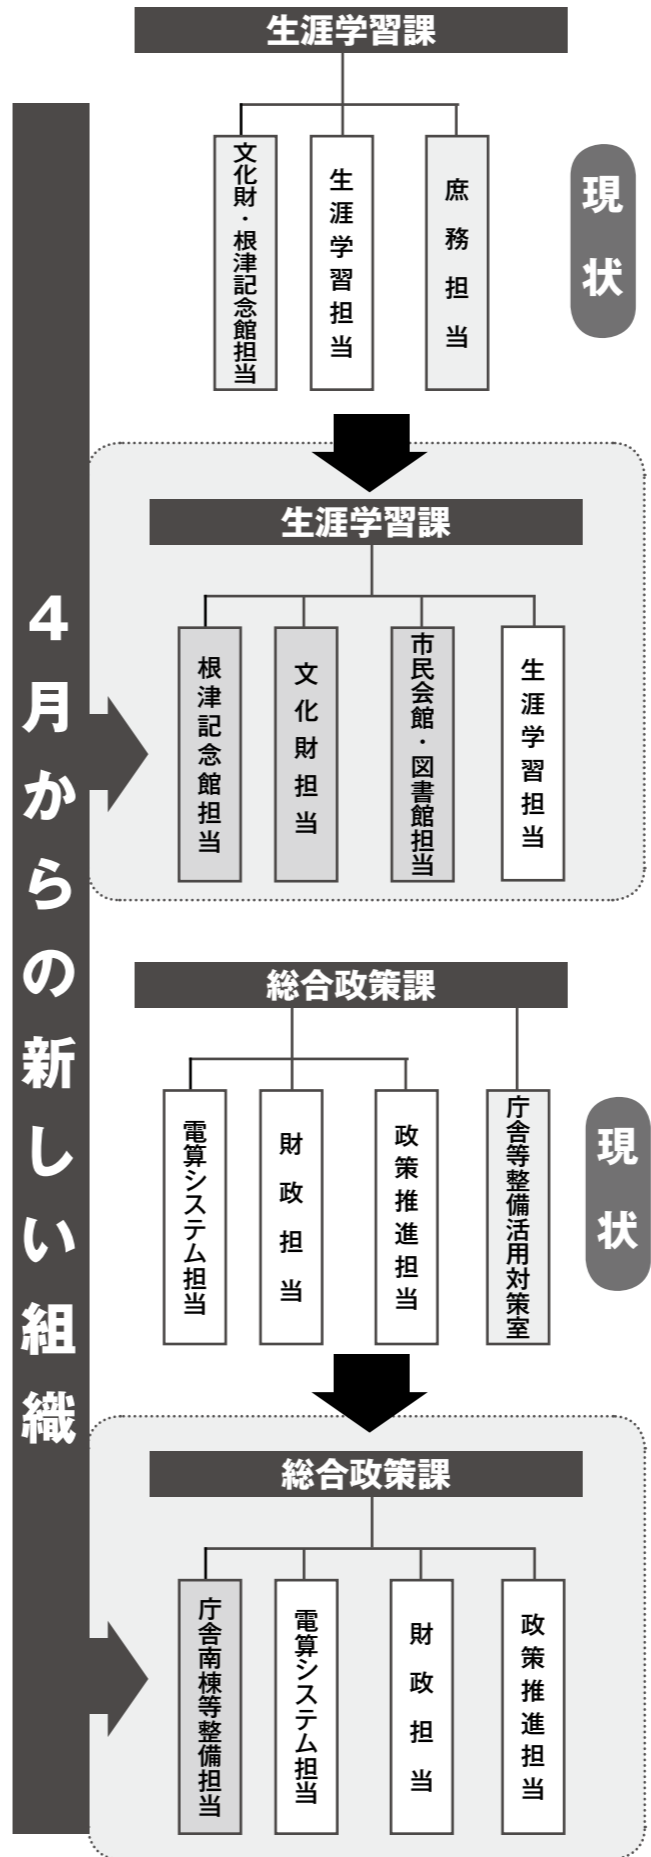 4月からの新しい組織
生涯学習課
現状
庶務担当
生涯学習担当
文化財・根津記念館担当
生涯学習課
生涯学習担当
市民会館・図書館担当
文化財担当
根津記念館担当
総合政策課
現状
庁舎等整備活用対策室
政策推進担当
財政担当
電算システム担当
総合政策課
政策推進担当
財政担当
電算システム担当
庁舎南棟等整備担当